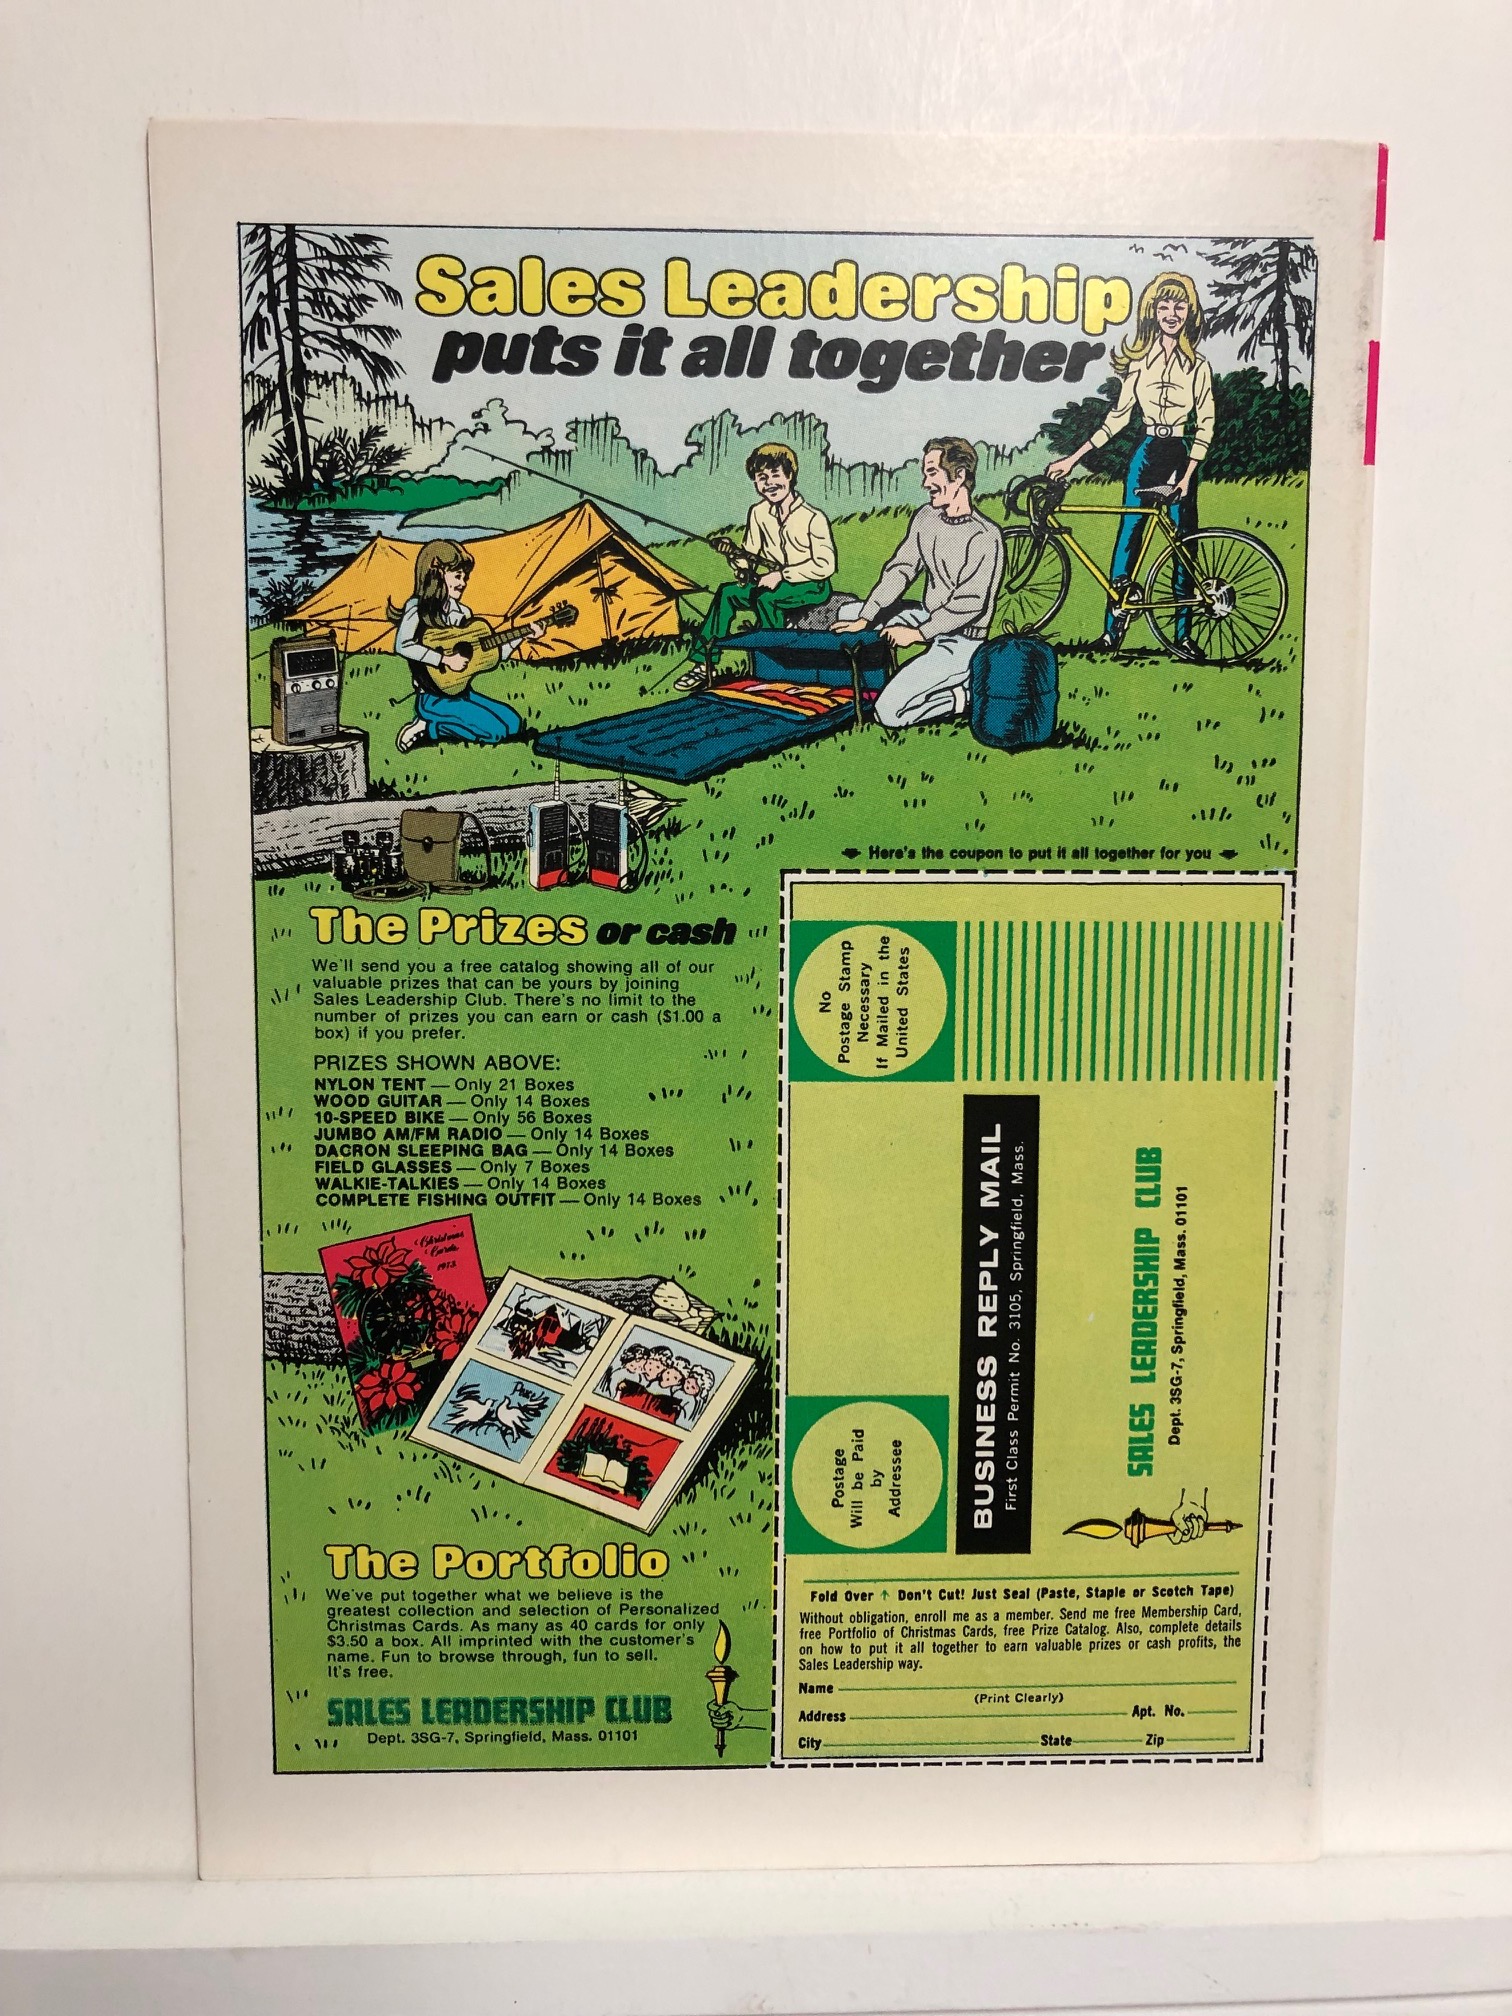 Sales Leadership
puts it all together
Here's the coupon to put it all together for you
The Prizes or cash
We'll send you a free catalog showing all of our
valuable prizes that can be yours by joining
Sales Leadership Club. There's no limit to the
number of prizes you can earn or cash ($1.00 a
box) if you prefer.
PRIZES SHOWN ABOVE:
NYLON TENT — Only 21 Boxes
WOOD GUITAR — Only 14 Boxes
10-SPEED BIKE — Only 56 Boxes
JUMBO AM/FM RADIO — Only 14 Boxes
DACRON SLEEPING BAG — Only 14 Boxes
FIELD GLASSES — Only 7 Boxes
WALKIE-TALKIES — Only 14 Boxes
COMPLETE FISHING OUTFIT — Only 14 Boxes
Christmas
Cards
1973
Peace
The Portfolio
We've put together what we believe is the
greatest collection and selection of Personalized
Christmas Cards. As many as 40 cards for only
$3.50 a box. All imprinted with the customer's
name. Fun to browse through, fun to sell.
It's free.
SALES LEADERSHIP CLUB
Dept. 3SG-7, Springfield, Mass. 01101
No
Postage Stamp
Necessary
If Mailed in the
United States
Postage
Will be Paid
by
Addressee
BUSINESS REPLY MAIL
First Class Permit No. 3105, Springfield, Mass.
SALES LEADERSHIP CLUB
Dept. 3SG-7, Springfield, Mass. 01101
Fold Over ↑ Don't Cut! Just Seal (Paste, Staple or Scotch Tape)
Without obligation, enroll me as a member. Send me free Membership Card,
free Portfolio of Christmas Cards, free Prize Catalog. Also, complete details
on how to put it all together to earn valuable prizes or cash profits, the
Sales Leadership way.
Name
(Print Clearly)
Address Apt. No.
City State Zip